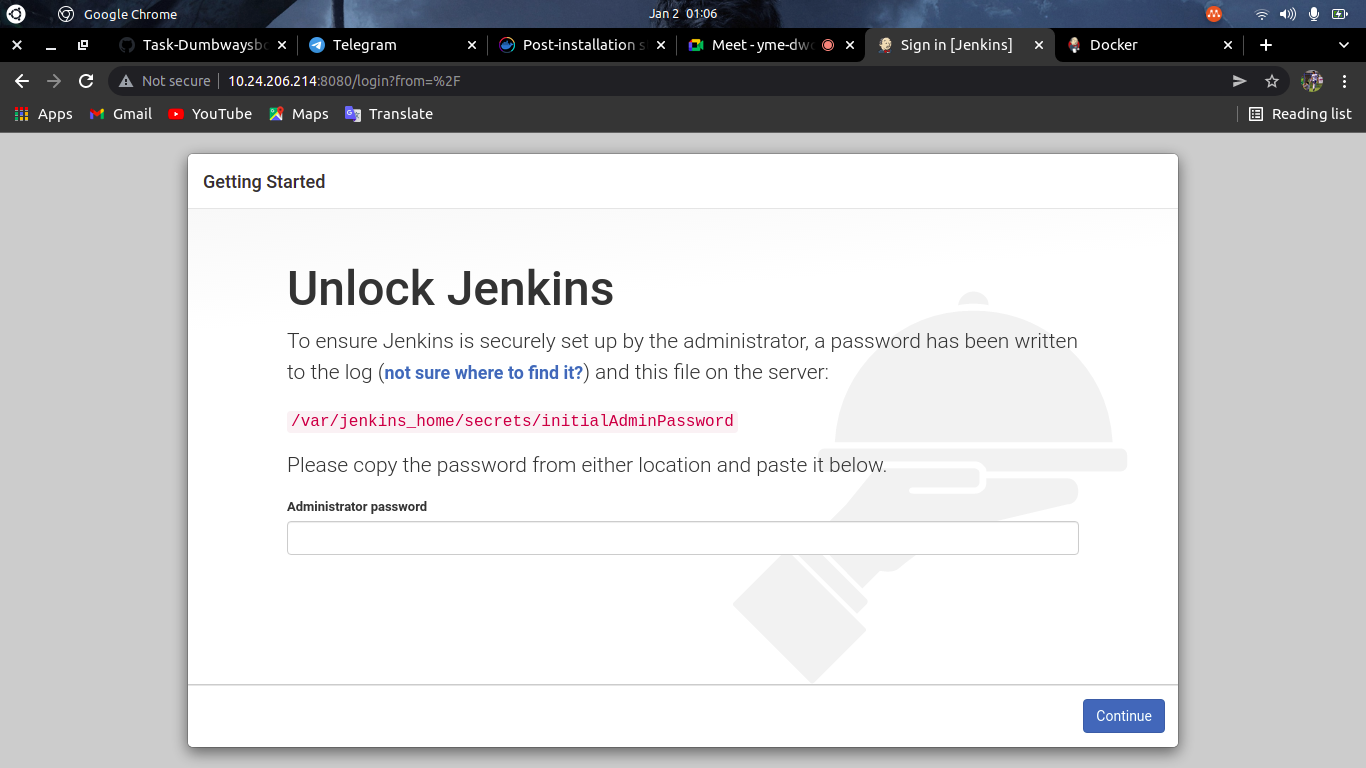 Google Chrome
Jan 2 01:06
Task-Dumbwaysbo
Telegram
Post-installation s
Meet - yme-dwo
Sign in [Jenkins]
Docker
Not secure
10.24.206.214:8080/login?from=%2F
Apps
Gmail
YouTube
Maps
Translate
Reading list
Getting Started
Unlock Jenkins
To ensure Jenkins is securely set up by the administrator, a password has been written
to the log (not sure where to find it?) and this file on the server:
/var/jenkins_home/secrets/initialAdminPassword
Please copy the password from either location and paste it below.
Administrator password
Continue